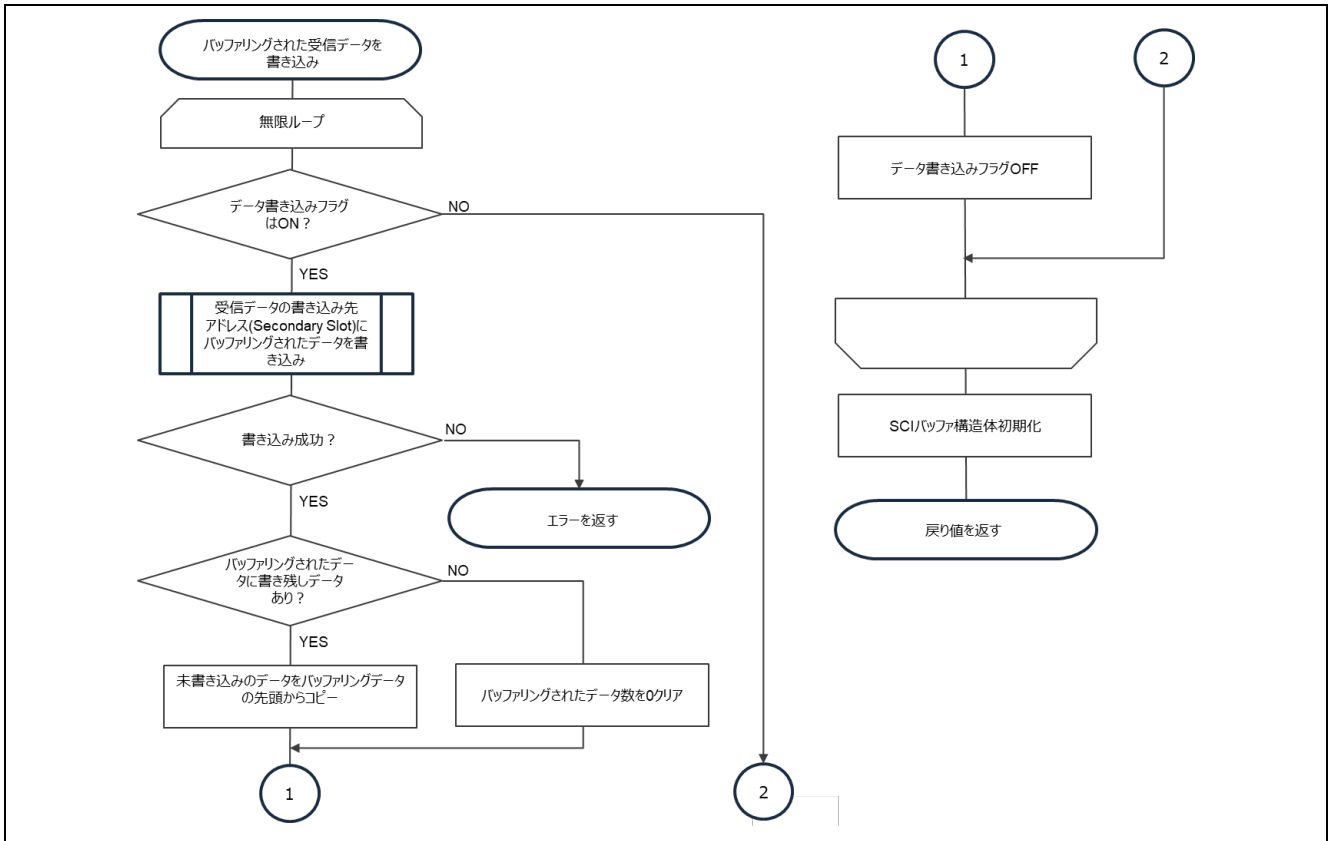 バッファリングされた受信データを
書き込み
無限ループ
データ書き込みフラグ
はON？
NO
YES
受信データの書き込み先
アドレス(Secondary Slot)に
バッファリングされたデータを書
き込み
書き込み成功？
NO
YES
エラーを返す
バッファリングされたデー
タに書き残しデータ
あり？
NO
YES
未書き込みのデータをバッファリングデータ
の先頭からコピー
バッファリングされたデータ数を0クリア
1
2
1
2
データ書き込みフラグOFF
SCIバッファ構造体初期化
戻り値を返す